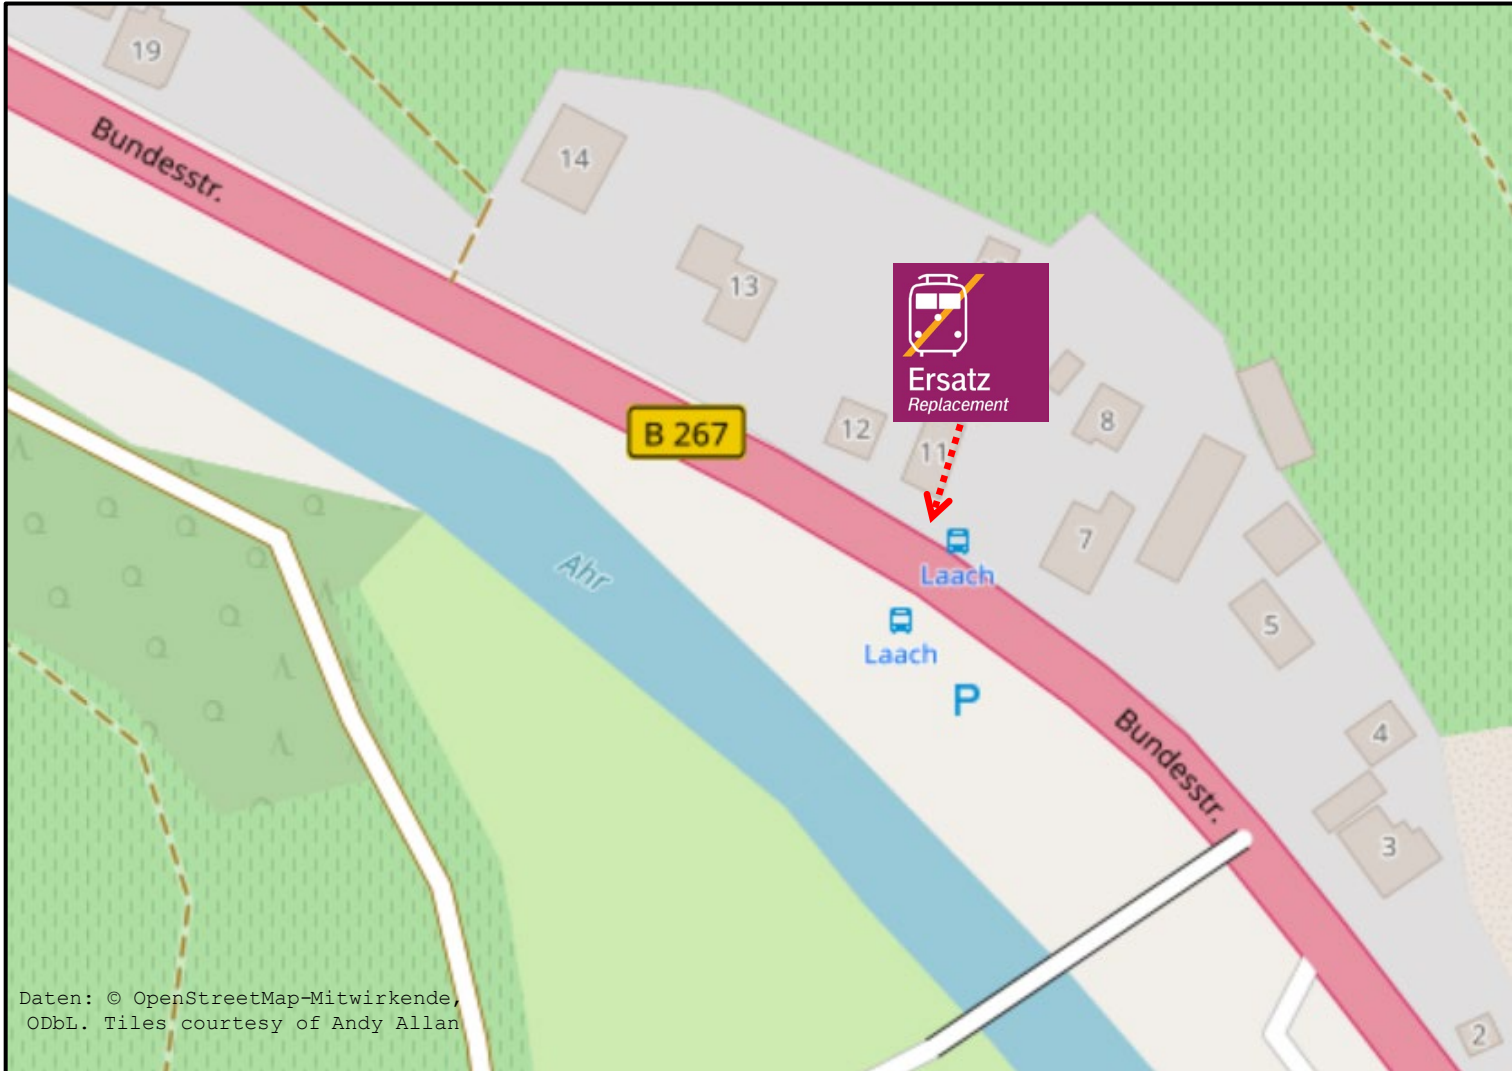 19
Bundesstr.
14
13
Ersatz
Replacement
B 267
12
11
8
7
Laach
Ahr
5
Laach
P
Bundesstr.
4
3
Daten: © OpenStreetMap-Mitwirkende,
ODbL. Tiles courtesy of Andy Allan
2